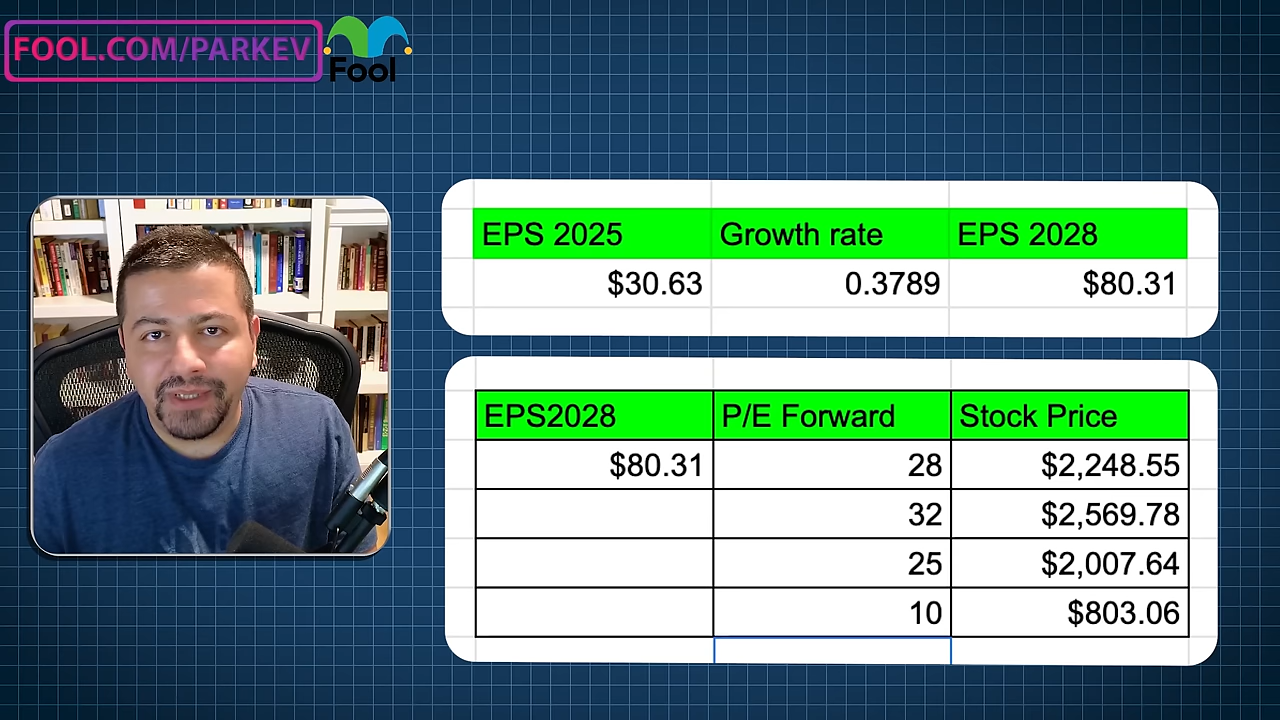 FOOL.COM/PARKEV
Fool
EPS 2025 Growth rate EPS 2028
$30.63 0.3789 $80.31
EPS2028 P/E Forward Stock Price
$80.31 28 $2,248.55
32 $2,569.78
25 $2,007.64
10 $803.06